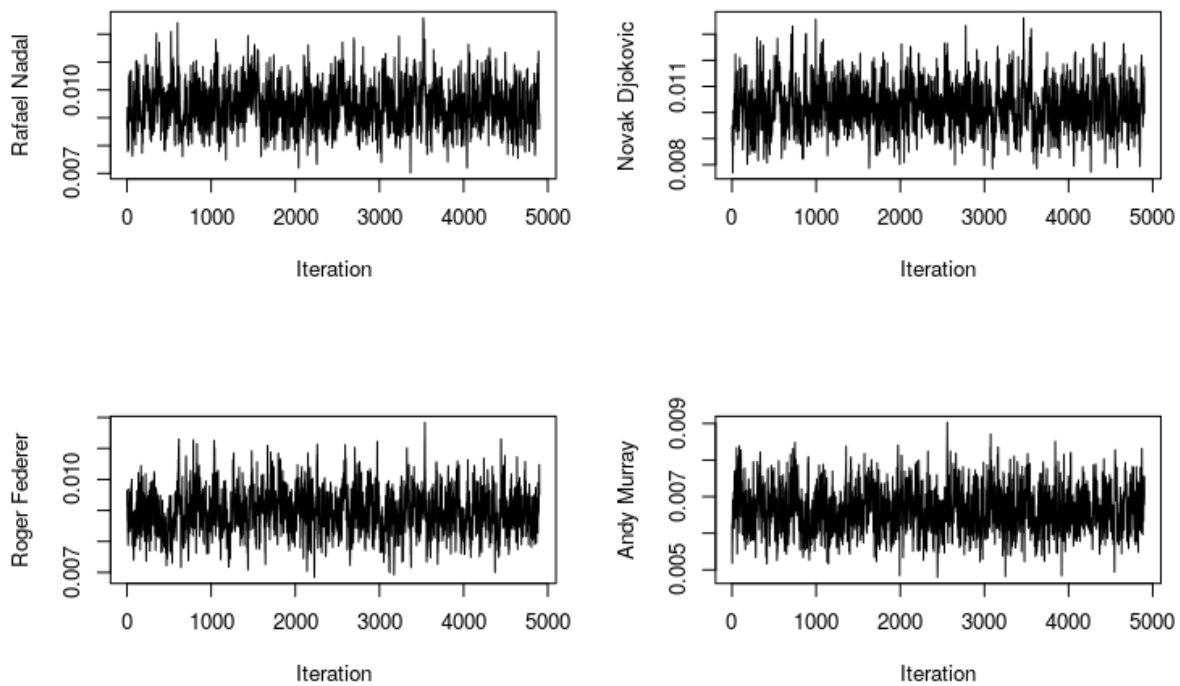 Rafael Nadal
0.007 0.010
0 1000 2000 3000 4000 5000
Iteration
Novak Djokovic
0.008 0.011
0 1000 2000 3000 4000 5000
Iteration
Roger Federer
0.007 0.010
0 1000 2000 3000 4000 5000
Iteration
Andy Murray
0.005 0.007 0.009
0 1000 2000 3000 4000 5000
Iteration